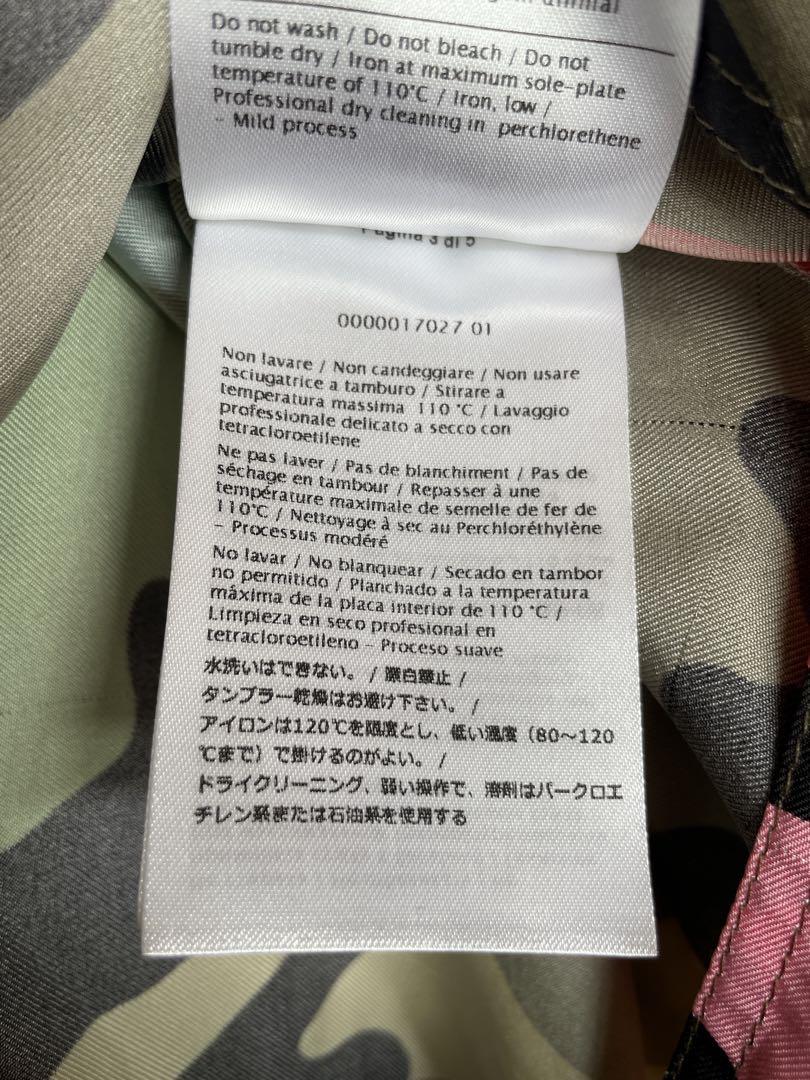 Do not wash / Do not bleach / Do not
tumble dry / Iron at maximum sole-plate
temperature of 110°C / Iron, low /
Professional dry cleaning in perchlorethene
- Mild process
Pagina 3 di 5
0000017027 01
Non lavare / Non candeggiare / Non usare
asciugatrice a tamburo / Stirare a
temperatura massima 110 °C / Lavaggio
professionale delicato a secco con
tetracloroetilene
Ne pas laver / Pas de blanchiment / Pas de
séchage en tambour / Repasser à une
température maximale de semelle de fer de
110°C / Nettoyage à sec au Perchloréthylène
- Processus modéré
No lavar / No blanquear / Secado en tambor
no permitido / Planchado a la temperatura
máxima de la placa interior de 110 °C /
Limpieza en seco profesional en
tetracloroetileno - Proceso suave
水洗いはできない。 / 漂白禁止 /
タンブラー乾燥はお避け下さい。 /
アイロンは120℃を限度とし、低い温度（80～120
℃まで）で掛けるのがよい。 /
ドライクリーニング、弱い操作で、溶剤はパークロエ
チレン系または石油系を使用する